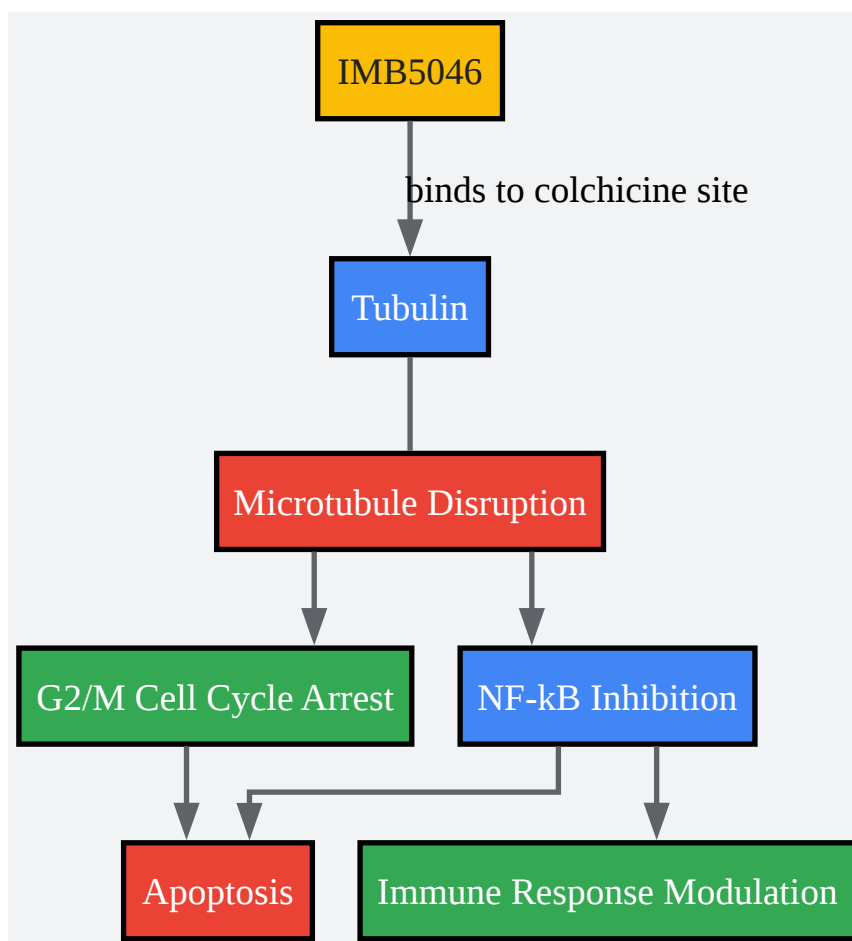 IMB5046
binds to colchicine site
Tubulin
Microtubule Disruption
G2/M Cell Cycle Arrest
NF-kB Inhibition
Apoptosis
Immune Response Modulation